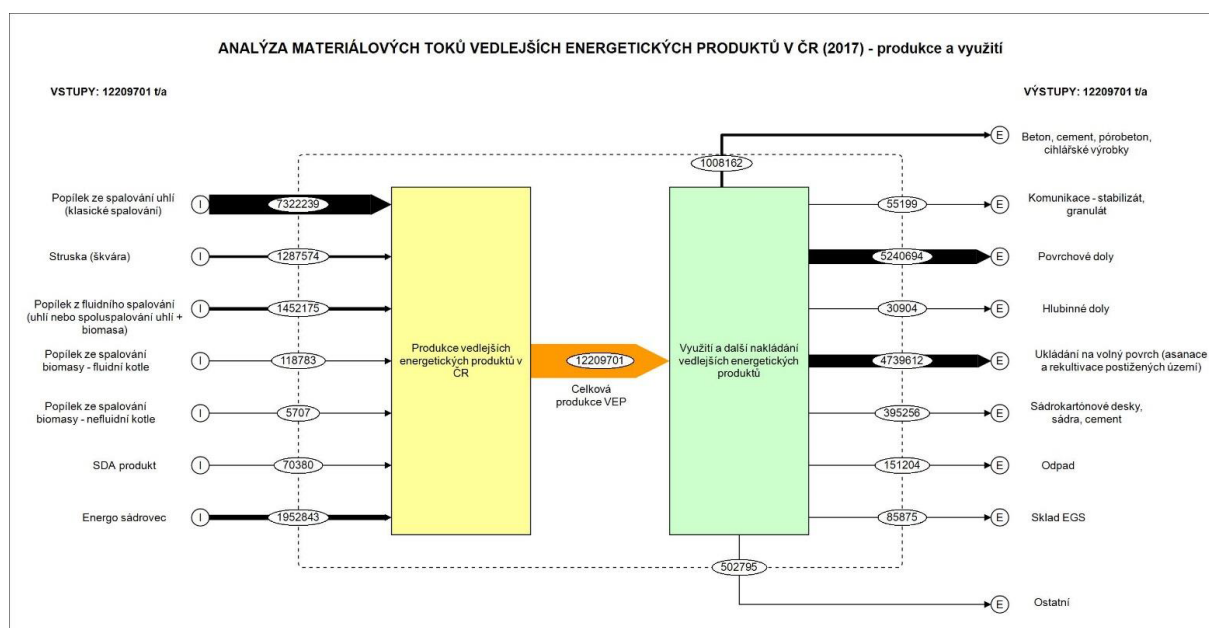 ANALÝZA MATERIÁLOVÝCH TOKŮ VEDLEJŠÍCH ENERGETICKÝCH PRODUKTŮ V ČR (2017) - produkce a využití
VSTUPY: 12209701 t/a
VÝSTUPY: 12209701 t/a
Popílek ze spalování uhlí
(klasické spalování)
I
7322239
Struska (škvára)
I
1287574
Popílek z fluidního spalování
(uhlí nebo spoluspalování uhlí +
biomasa)
I
1452175
Popílek ze spalování
biomasy - fluidní kotle
I
118783
Popílek ze spalování
biomasy - nefluidní kotle
I
5707
SDA produkt
I
70380
Energo sádrovec
I
1952843
Produkce vedlejších
energetických produktů v
ČR
12209701
Celková
produkce VEP
Využití a další nakládání
vedlejších energetických
produktů
1008162
E
Beton, cement, pórobeton,
cihlářské výrobky
55199
E
Komunikace - stabilizát,
granulát
5240694
E
Povrchové doly
30904
E
Hlubinné doly
4739612
E
Ukládání na volný povrch (asanace
a rekultivace postižených území)
395256
E
Sádrokartónové desky,
sádra, cement
151204
E
Odpad
85875
E
Sklad EGS
502795
E
Ostatní